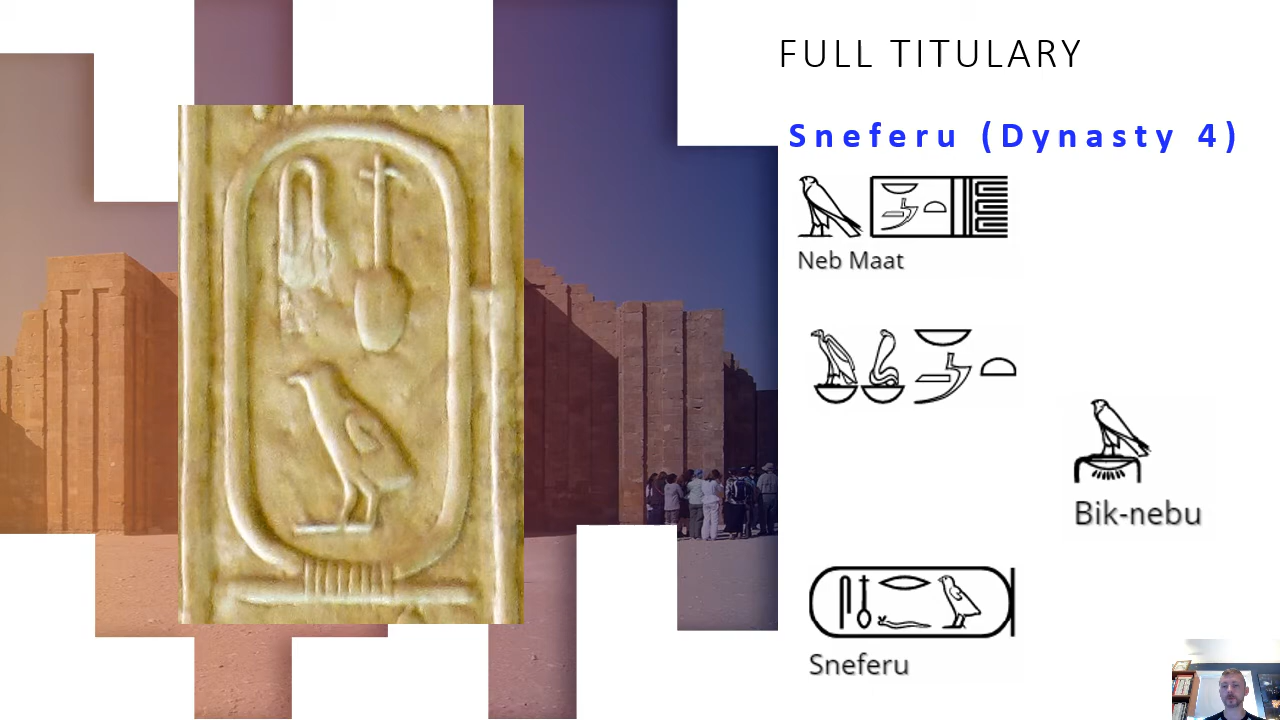 FULL TITULARY
Sneferu (Dynasty 4)
Neb Maat
Bik-nebu
Sneferu